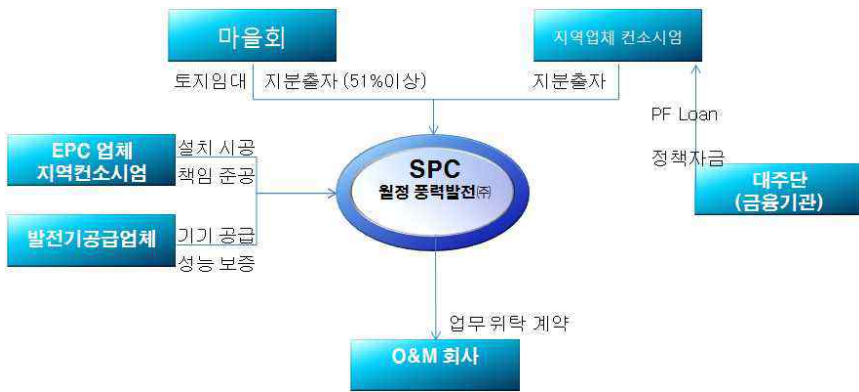 마을회
지역업체 컨소시엄
토지임대
지분출자 (51%이상)
지분출자
PF Loan
정책자금
EPC 업체
지역컨소시엄
설치 시공
책임 준공
SPC
월정 풍력발전㈜
대주단
(금융기관)
발전기공급업체
기기 공급
성능 보증
업무 위탁 계약
O&M 회사